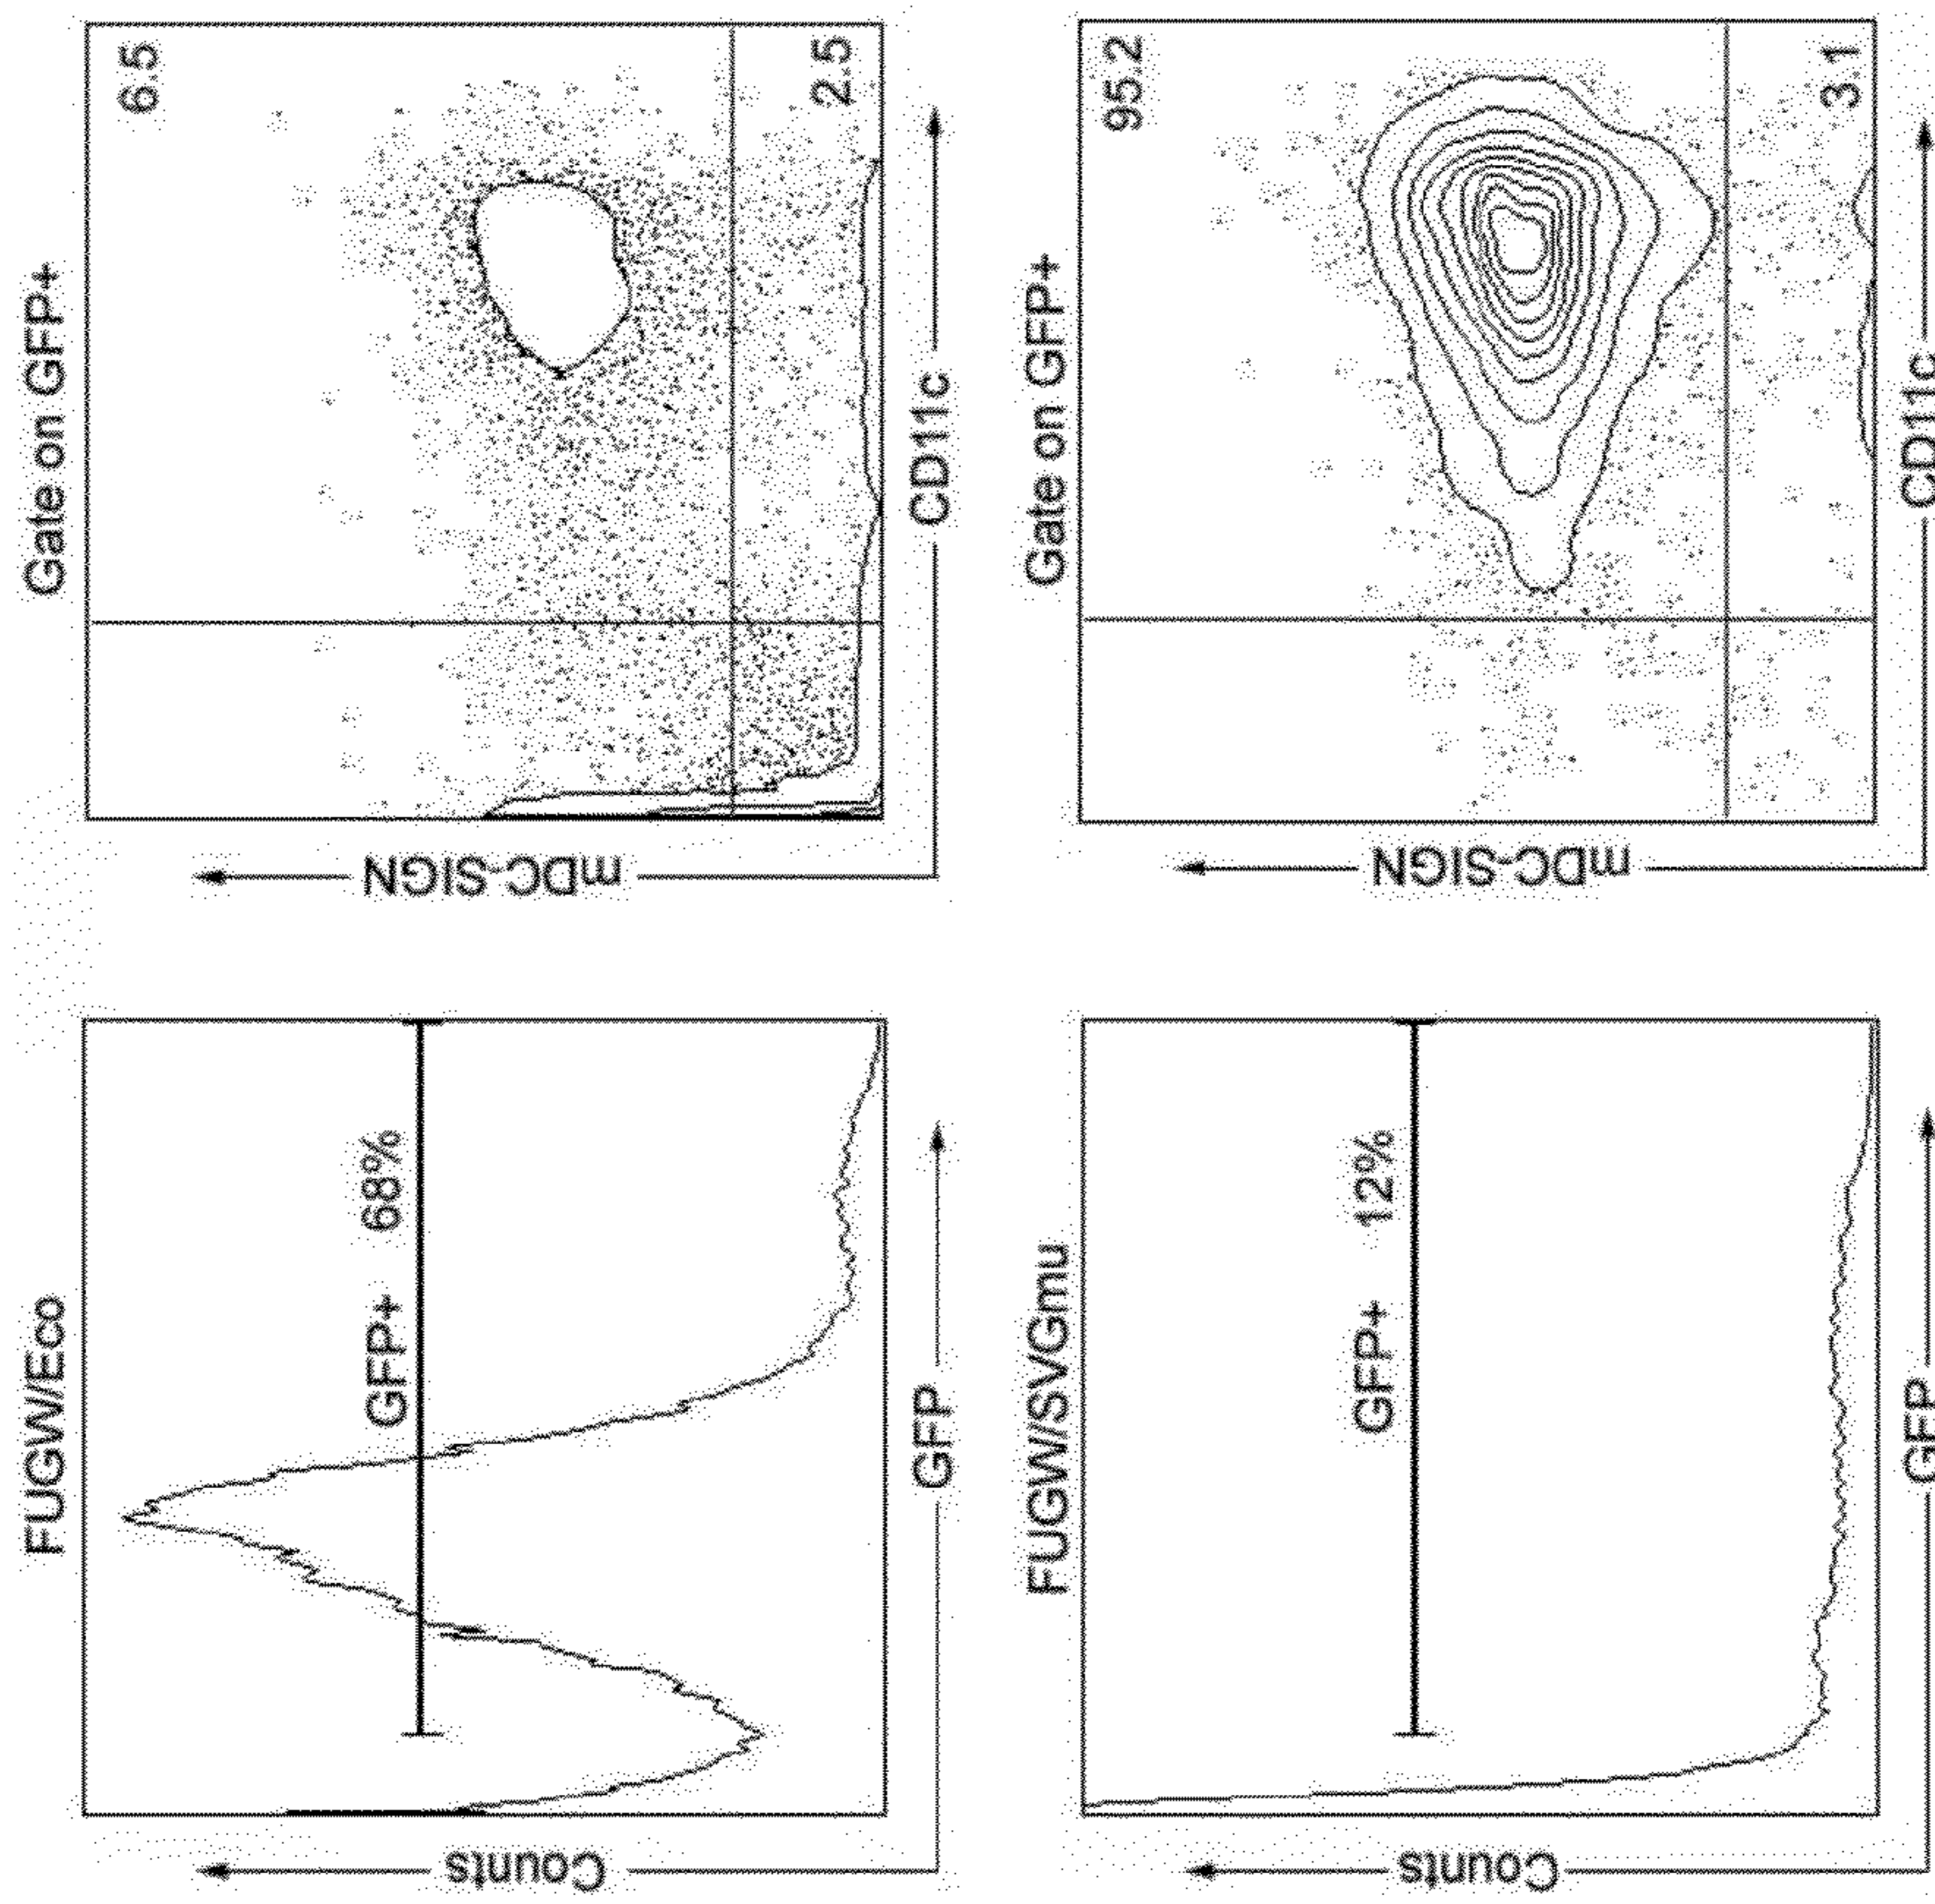 FUGW/Eco
Counts
GFP+ 68%
GFP
Gate on GFP+
mDC-SIGN
6.5
2.5
CD11c
FUGW/SVGmu
Counts
GFP+ 12%
GFP
Gate on GFP+
mDC-SIGN
95.2
3.1
CD11c